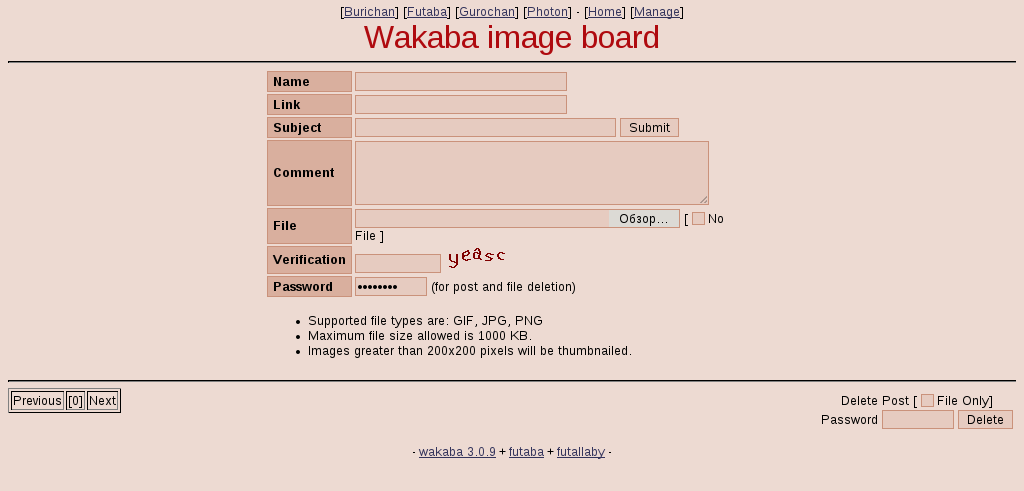 [Burichan] [Futaba] [Gurochan] [Photon] - [Home] [Manage]
Wakaba image board
Name
Link
Subject Submit
Comment
File Обзор... [ No
File ]
Verification yeasc
Password •••••••• (for post and file deletion)
• Supported file types are: GIF, JPG, PNG
• Maximum file size allowed is 1000 KB.
• Images greater than 200x200 pixels will be thumbnailed.
Previous [0] Next
Delete Post [ File Only]
Password Delete
- wakaba 3.0.9 + futaba + futallaby -